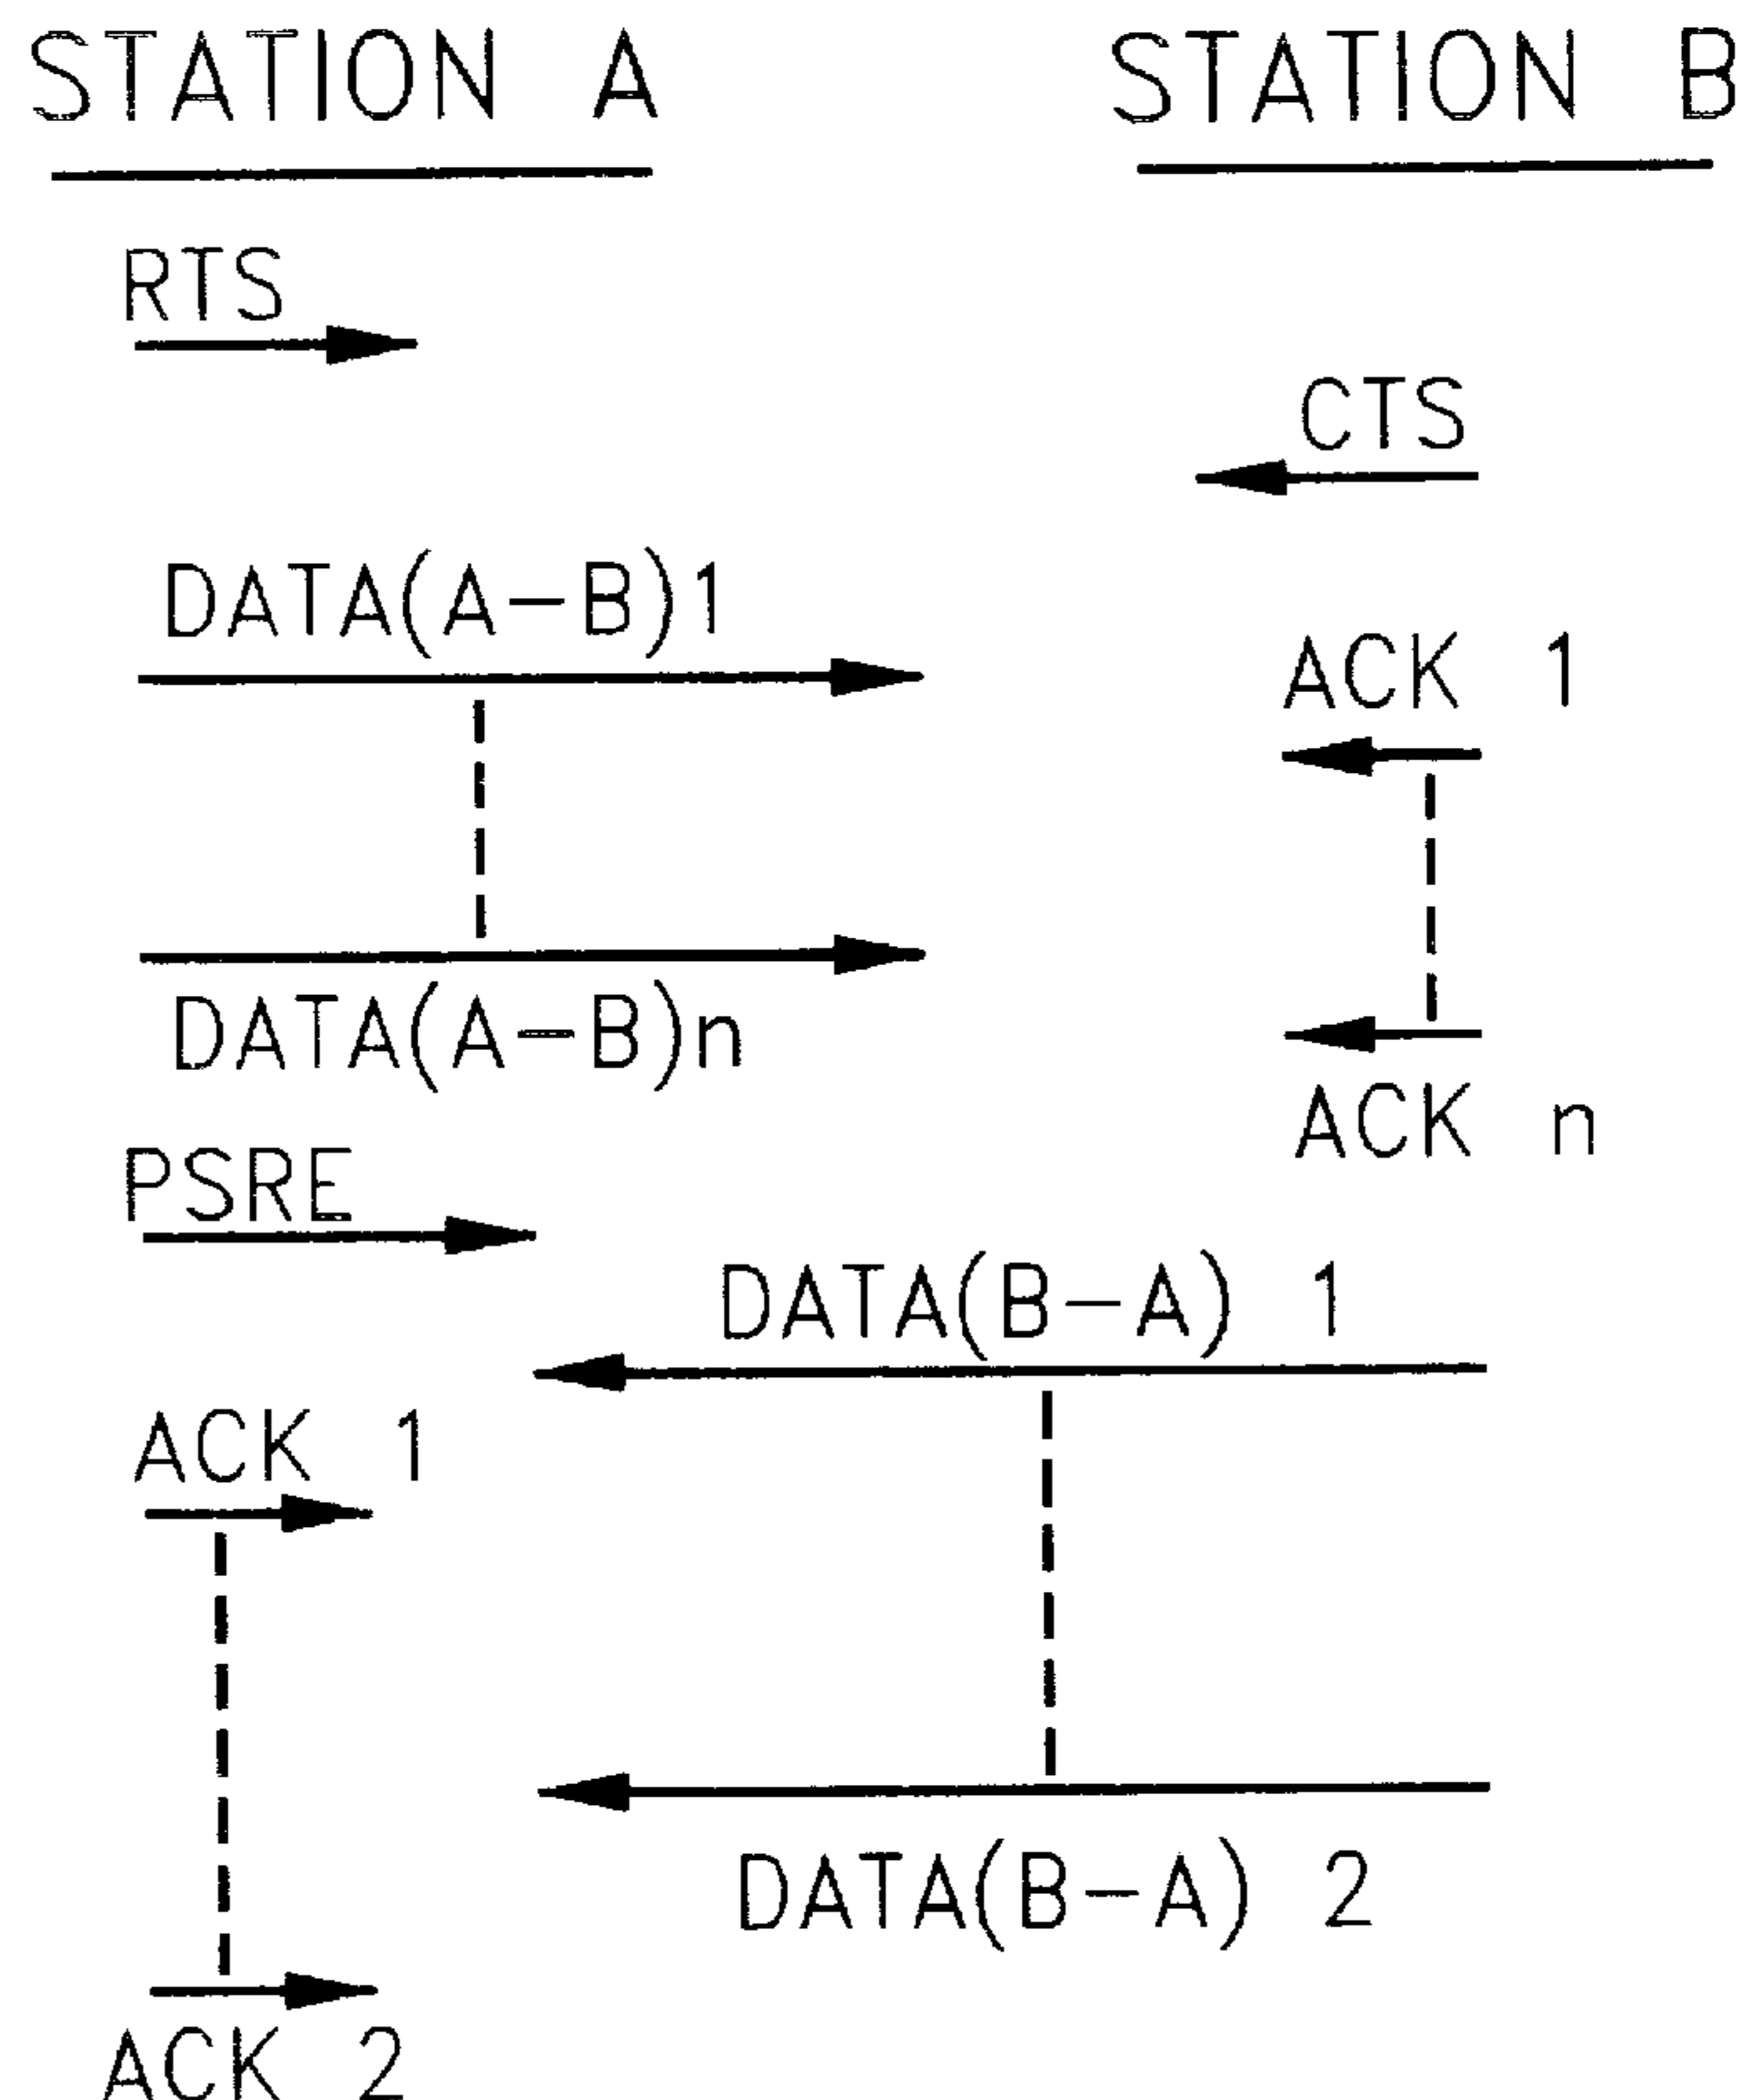 STATION A
STATION B
RTS
CTS
DATA(A-B)1
ACK 1
DATA(A-B)n
ACK n
PSRE
DATA(B-A) 1
ACK 1
DATA(B-A) 2
ACK 2